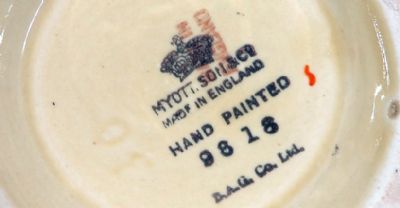 MYOTT. SON & CO
MADE IN ENGLAND
HAND PAINTED
9818
B.A.G. Co. Ltd.